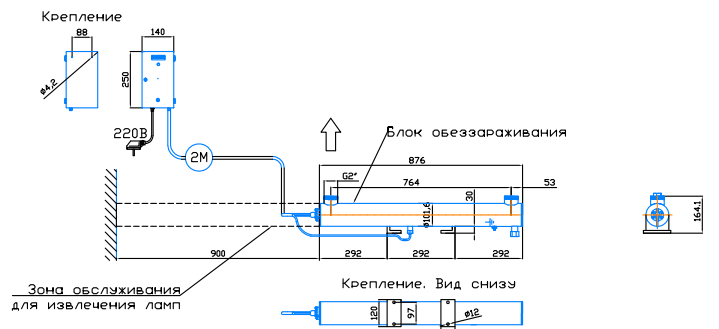 Крепление
88
140
ø4,2
250
220В
2М
Блок обеззараживания
876
G2"
764
53
30
ø101,6
164.1
900
292
292
292
Зона обслуживания
для извлечения ламп
Крепление. Вид снизу
120
97
ø12